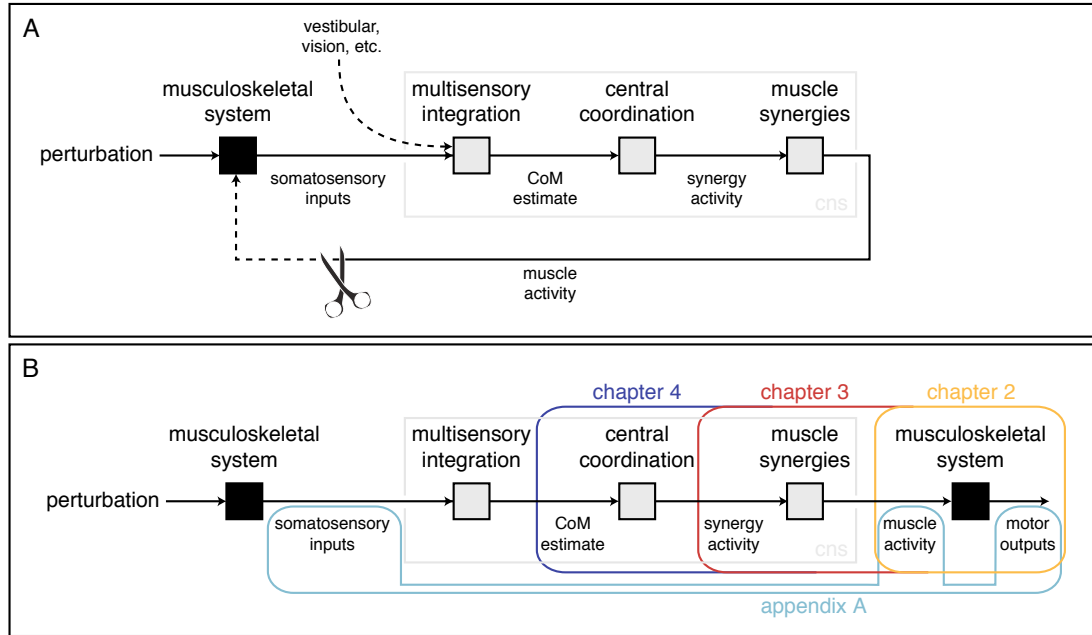 A
vestibular,
vision, etc.
musculoskeletal
system
multisensory
integration
central
coordination
muscle
synergies
perturbation
somatosensory
inputs
CoM
estimate
synergy
activity
cns
muscle
activity
B
chapter 4
chapter 3
chapter 2
musculoskeletal
system
multisensory
integration
central
coordination
muscle
synergies
musculoskeletal
system
perturbation
somatosensory
inputs
CoM
estimate
synergy
activity
cns
muscle
activity
motor
outputs
appendix A